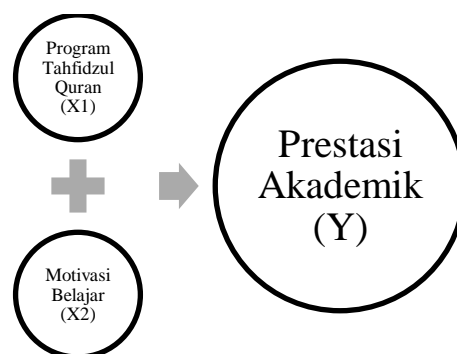 Program
Tahfidzul
Quran
(X1)
Motivasi
Belajar
(X2)
Prestasi
Akademik
(Y)